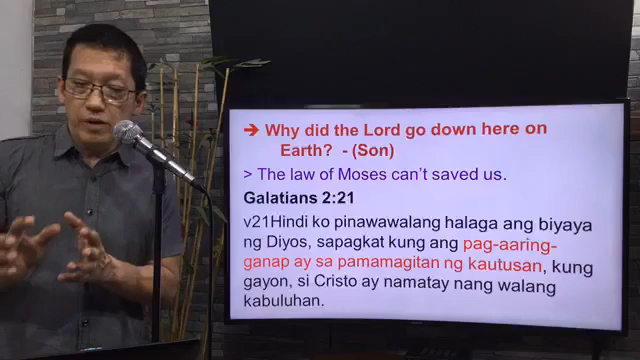 ➔ Why did the Lord go down here on
Earth? - (Son)
> The law of Moses can't saved us.
Galatians 2:21
v21Hindi ko pinawawalang halaga ang biyaya
ng Diyos, sapagkat kung ang pag-aaring-
ganap ay sa pamamagitan ng kautusan, kung
gayon, si Cristo ay namatay nang walang
kabuluhan.